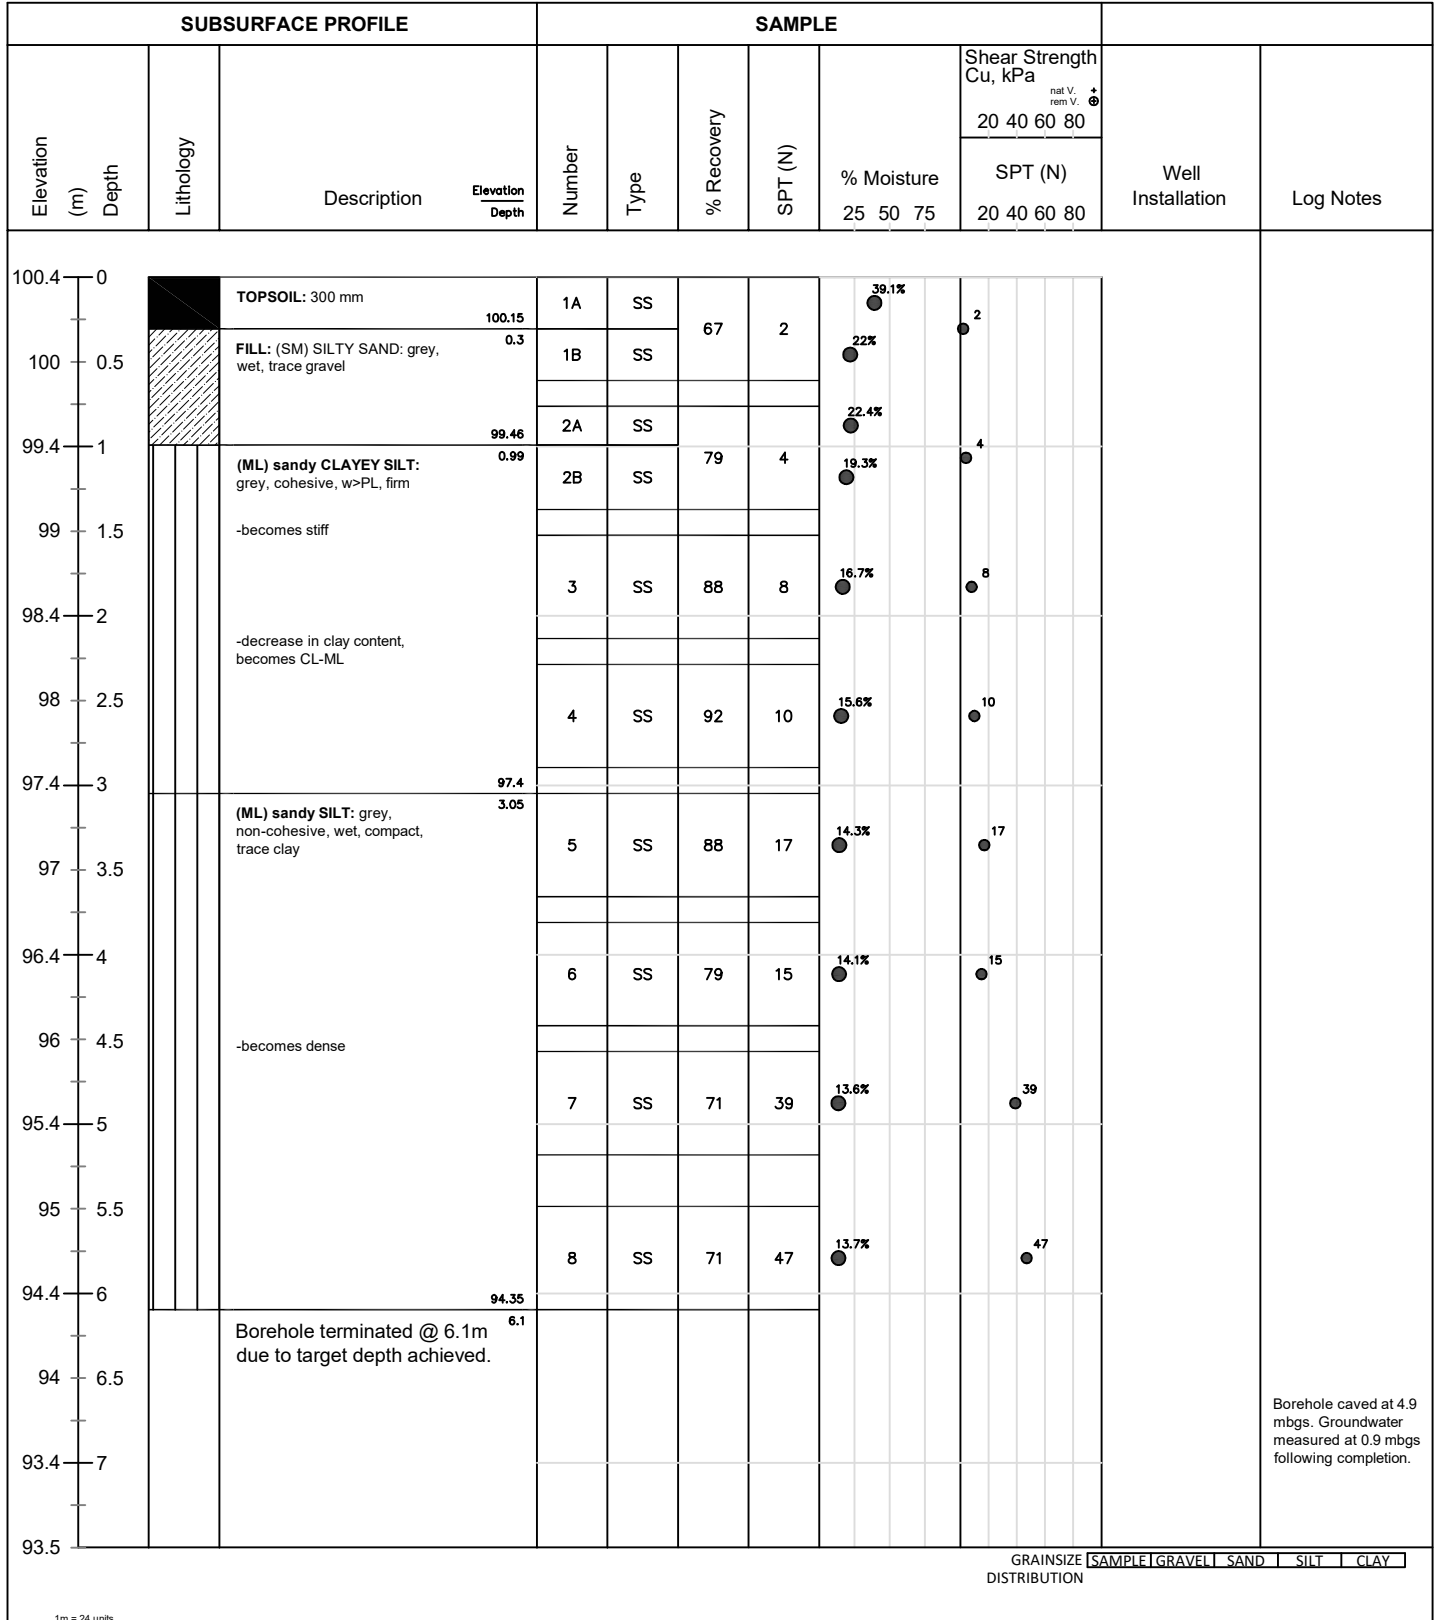 SUBSURFACE PROFILE
SAMPLE
Elevation
(m)
Depth
Lithology
Description
Elevation
Depth
Number
Type
% Recovery
SPT (N)
% Moisture
25 50 75
Shear Strength
Cu, kPa
nat V. +
rem V. ⊕
20 40 60 80
SPT (N)
20 40 60 80
Well
Installation
Log Notes
100.4 0
TOPSOIL: 300 mm
100.15
0.3
1A SS
67 2
39.1%
2
FILL: (SM) SILTY SAND: grey,
wet, trace gravel
1B SS
22%
100 0.5
2A SS
22.4%
99.46
0.99
99.4 1
79 4
4
(ML) sandy CLAYEY SILT:
grey, cohesive, w>PL, firm
2B SS
19.3%
99 1.5
-becomes stiff
3 SS 88 8
16.7%
8
98.4 2
-decrease in clay content,
becomes CL-ML
98 2.5
4 SS 92 10
15.6%
10
97.4 3
97.4
3.05
(ML) sandy SILT: grey,
non-cohesive, wet, compact,
trace clay
5 SS 88 17
14.3%
17
97 3.5
96.4 4
6 SS 79 15
14.1%
15
96 4.5
-becomes dense
7 SS 71 39
13.6%
39
95.4 5
95 5.5
8 SS 71 47
13.7%
47
94.4 6
94.35
6.1
Borehole terminated @ 6.1m
due to target depth achieved.
94 6.5
Borehole caved at 4.9
mbgs. Groundwater
measured at 0.9 mbgs
following completion.
93.4 7
93.5
GRAINSIZE
DISTRIBUTION
SAMPLE GRAVEL SAND SILT CLAY
1m = 24 units